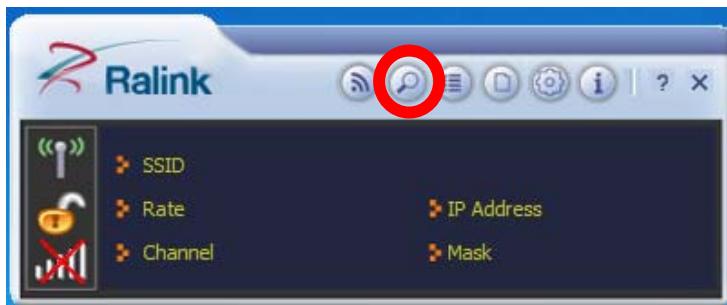 Ralink
i ? ×
SSID
Rate IP Address
Channel Mask